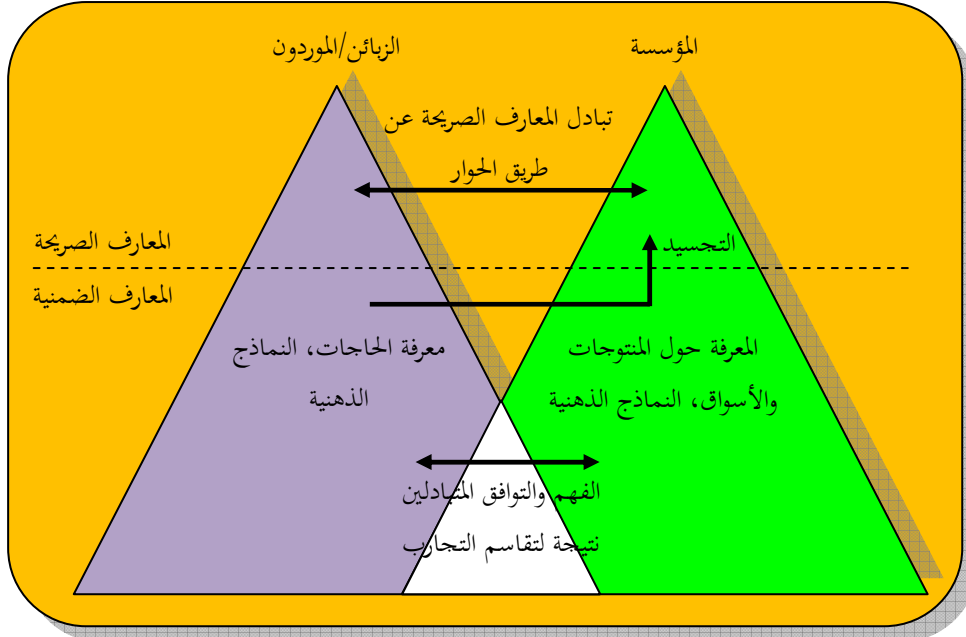 المؤسسة
الزبائن/الموردون
تبادل المعارف الصريحة عن
طريق الحوار
المعارف الصريحة
التجسيد
المعارف الضمنية
المعرفة حول المنتوجات
والأسواق، النماذج الذهنية
معرفة الحاجات، النماذج
الذهنية
الفهم والتوافق المتبادلين
نتيجة لتقاسم التجارب